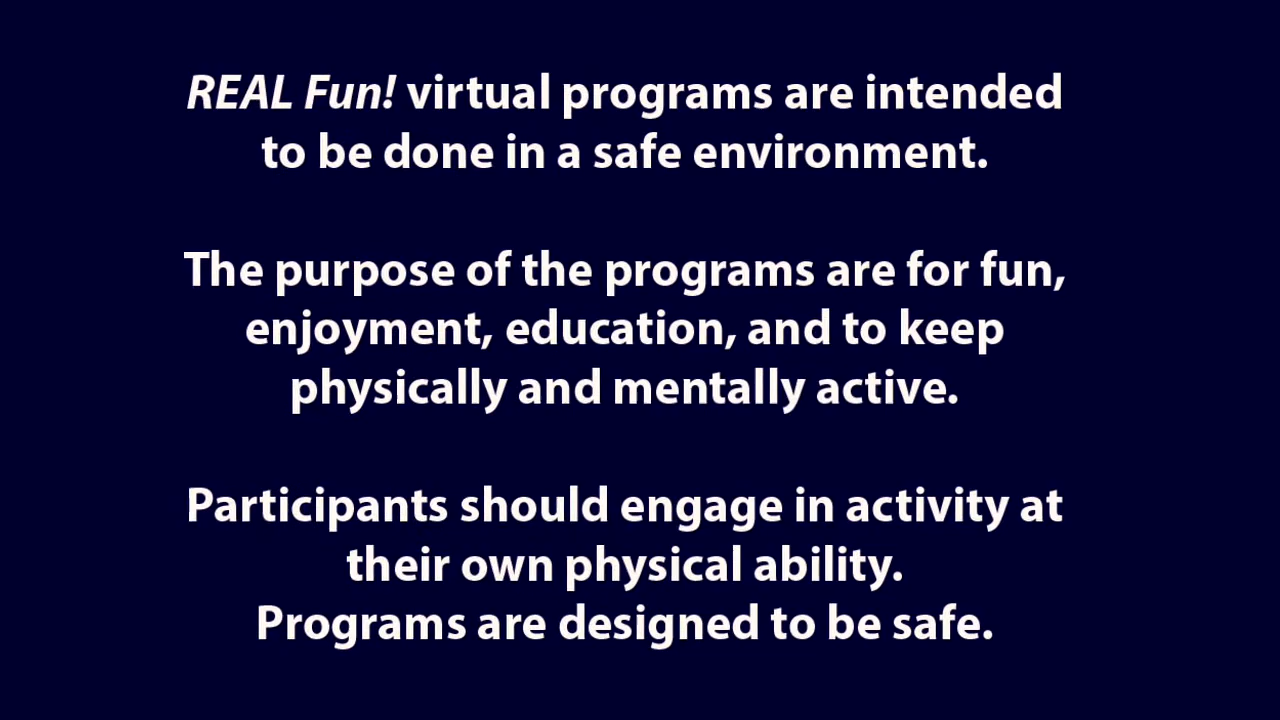 REAL Fun! virtual programs are intended
to be done in a safe environment.
The purpose of the programs are for fun,
enjoyment, education, and to keep
physically and mentally active.
Participants should engage in activity at
their own physical ability.
Programs are designed to be safe.